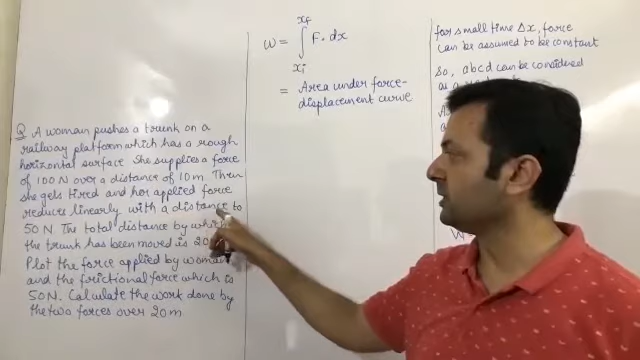 Q A woman pushes a trunk on a
railway platform which has a rough
horizontal surface She supplies a force
of 100 N over a distance of 10 m Then
she gets tired and her applied force
reduces linearly with a distance to
50 N. The total distance by which
the trunk has been moved is 20
Plot the force applied by woman
and the frictional force which is
50N. Calculate the work done by
the two forces over 20 m
W = ∫ F. dx
xf
xi
= Area under force-
displacement curve
for small time Δx, force
can be assumed to be constant
So, abcd can be considered
as a
W